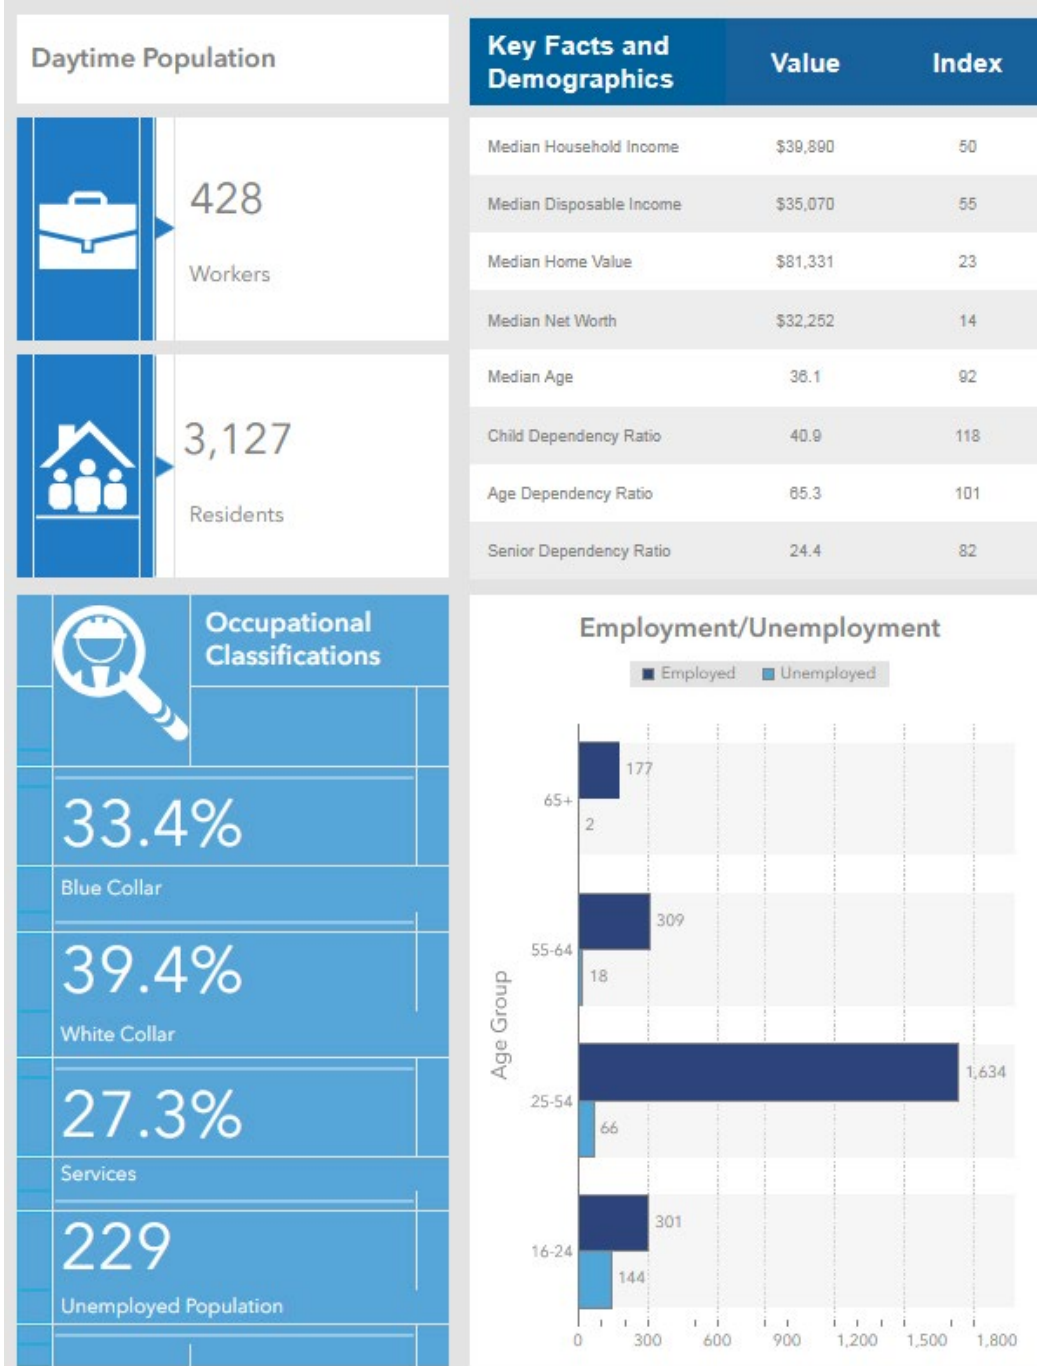 Daytime Population
428
Workers
3,127
Residents
Key Facts and Demographics Value Index
Median Household Income $39,890 50
Median Disposable Income $35,070 55
Median Home Value $81,331 23
Median Net Worth $32,252 14
Median Age 36.1 92
Child Dependency Ratio 40.9 118
Age Dependency Ratio 65.3 101
Senior Dependency Ratio 24.4 82
Occupational
Classifications
33.4%
Blue Collar
39.4%
White Collar
27.3%
Services
229
Unemployed Population
Employment/Unemployment
Employed Unemployed
Age Group
65+ 177
2
55-64 309
18
25-54 1,634
66
16-24 301
144
0 300 600 900 1,200 1,500 1,800